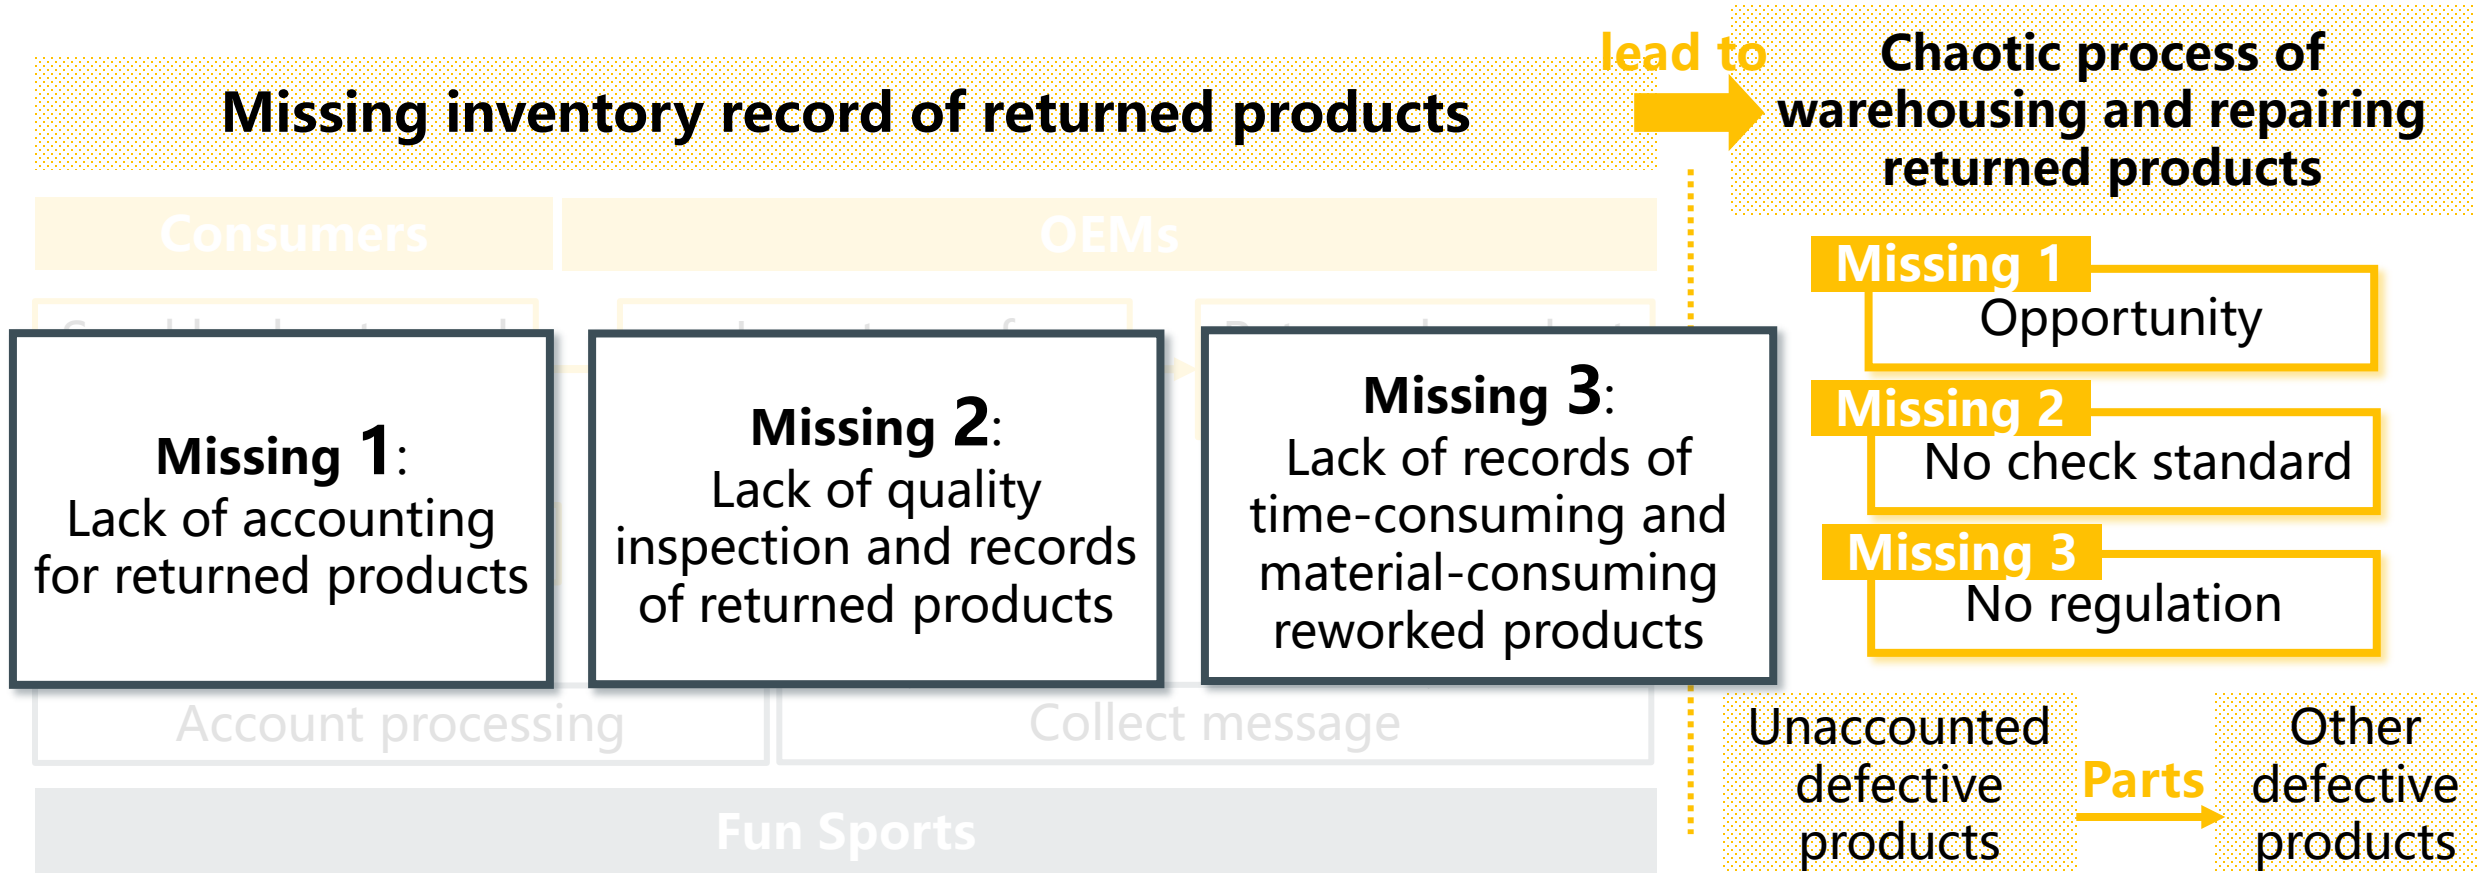 Missing inventory record of returned products
lead to
Chaotic process of
warehousing and repairing
returned products
Consumers
OEMs
Missing 1:
Lack of accounting
for returned products
Missing 2:
Lack of quality
inspection and records
of returned products
Missing 3:
Lack of records of
time-consuming and
material-consuming
reworked products
Account processing
Collect message
Fun Sports
Missing 1
Opportunity
Missing 2
No check standard
Missing 3
No regulation
Unaccounted
defective
products
Parts
Other
defective
products